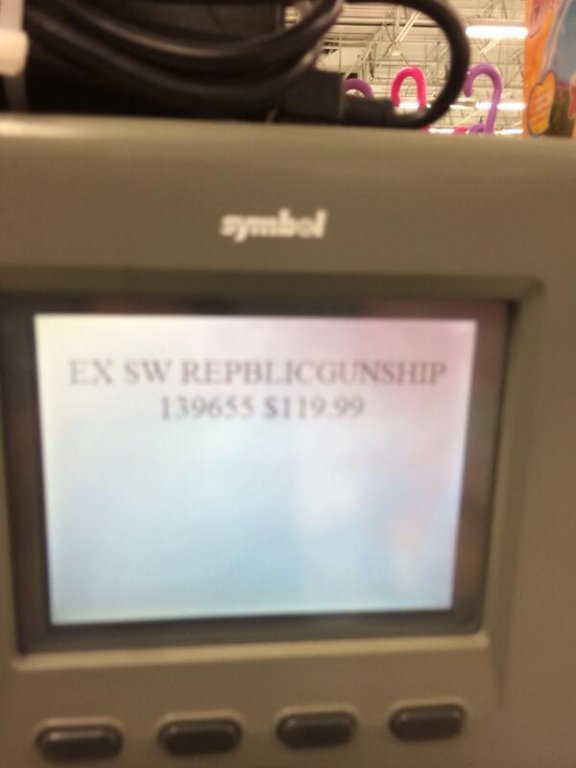 symbol
EX SW REPBLICGUNSHIP
139655 $119.99